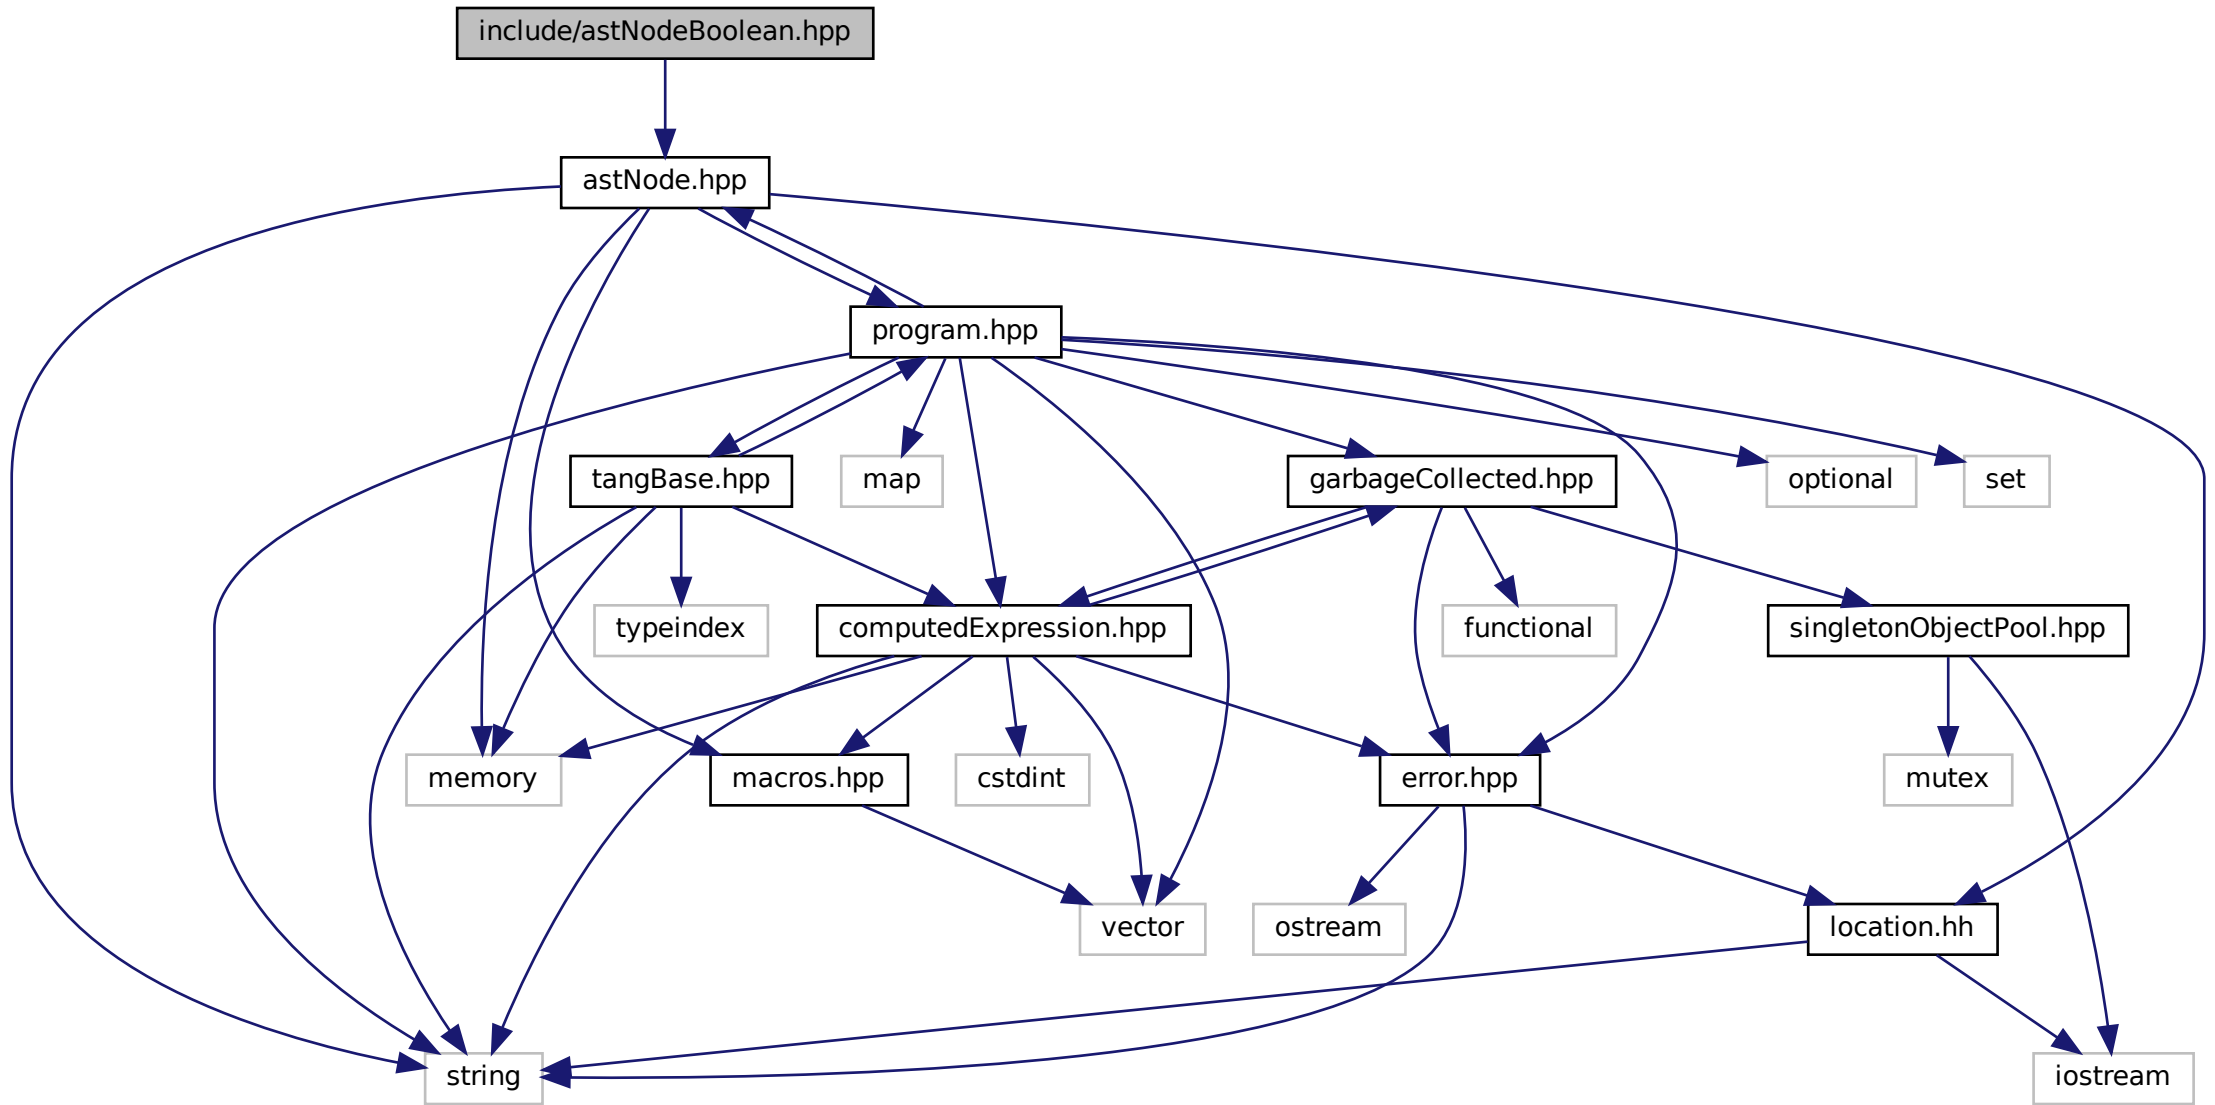 include/astNodeBoolean.hpp
astNode.hpp
program.hpp
tangBase.hpp
map
garbageCollected.hpp
optional
set
typeindex
computedExpression.hpp
functional
singletonObjectPool.hpp
memory
macros.hpp
cstdint
error.hpp
mutex
vector
ostream
location.hh
string
iostream